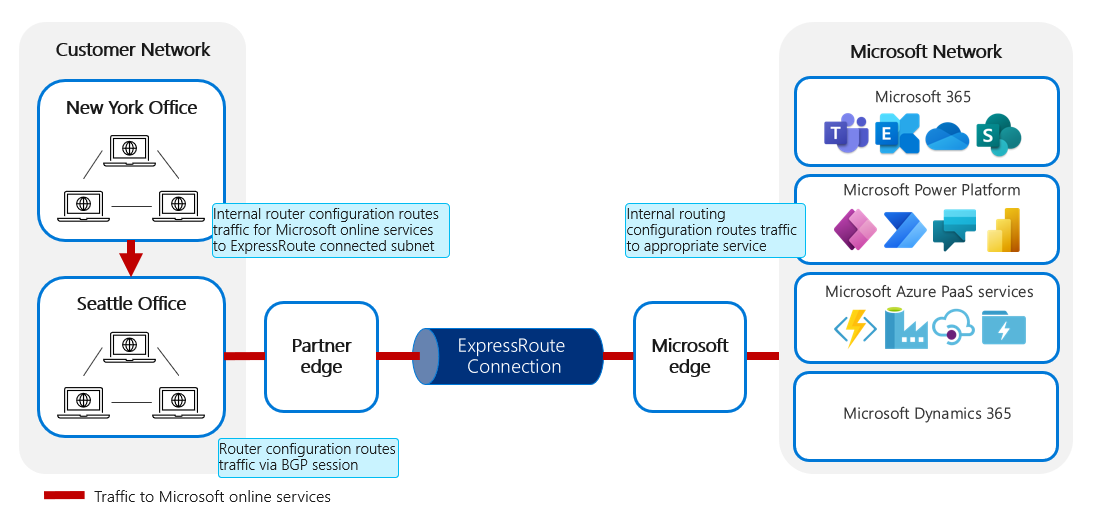 Customer Network
New York Office
Internal router configuration routes
traffic for Microsoft online services
to ExpressRoute connected subnet
Seattle Office
Router configuration routes
traffic via BGP session
Partner
edge
ExpressRoute
Connection
Microsoft
edge
Internal routing
configuration routes traffic
to appropriate service
Microsoft Network
Microsoft 365
T
E
S
Microsoft Power Platform
Microsoft Azure PaaS services
Microsoft Dynamics 365
Traffic to Microsoft online services